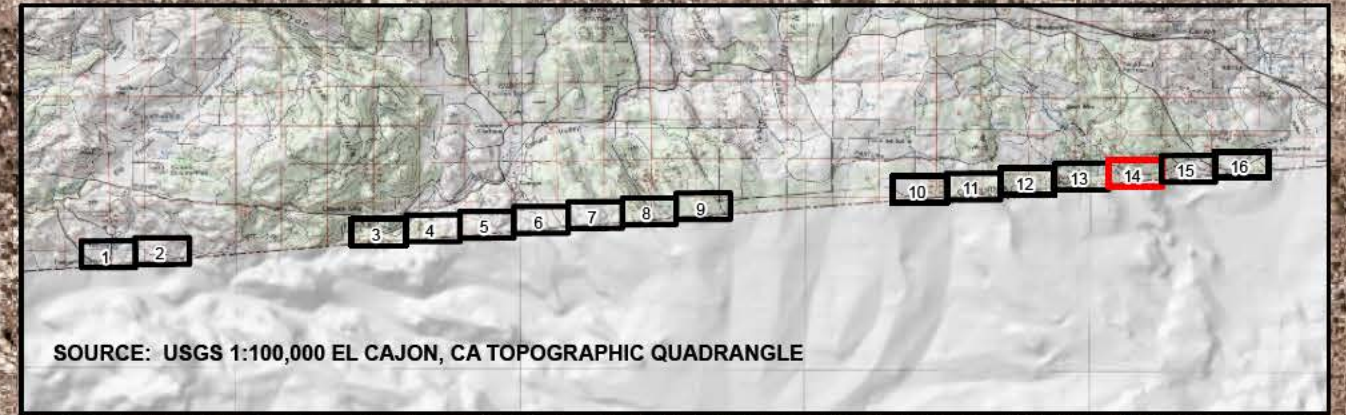 1 2 3 4 5 6 7 8 9 10 11 12 13 14 15 16
SOURCE: USGS 1:100,000 EL CAJON, CA TOPOGRAPHIC QUADRANGLE